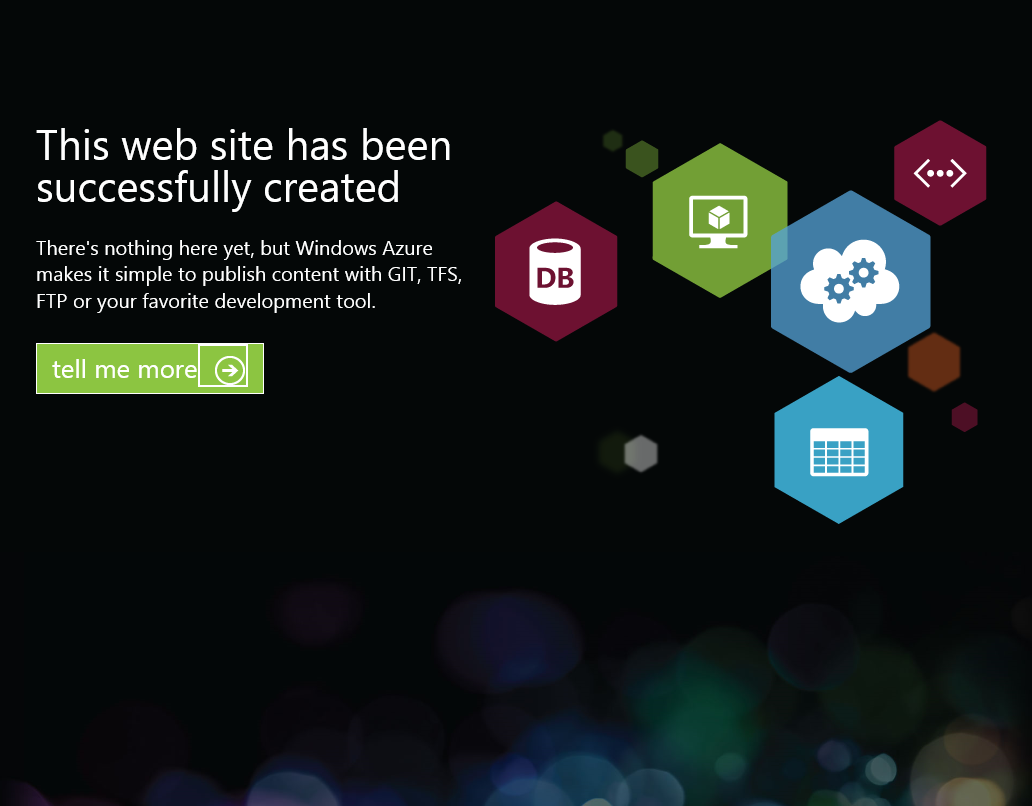 This web site has been
successfully created
There's nothing here yet, but Windows Azure
makes it simple to publish content with GIT, TFS,
FTP or your favorite development tool.
tell me more
DB